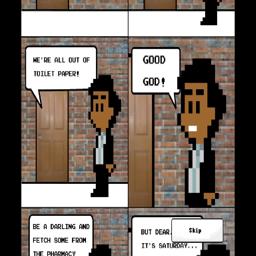 WE'RE ALL OUT OF
TOILET PAPER!
GOOD
GOD!
BE A DARLING AND
FETCH SOME FROM
THE PHARMACY
BUT DEAR...
IT'S SATURDAY...
Skip